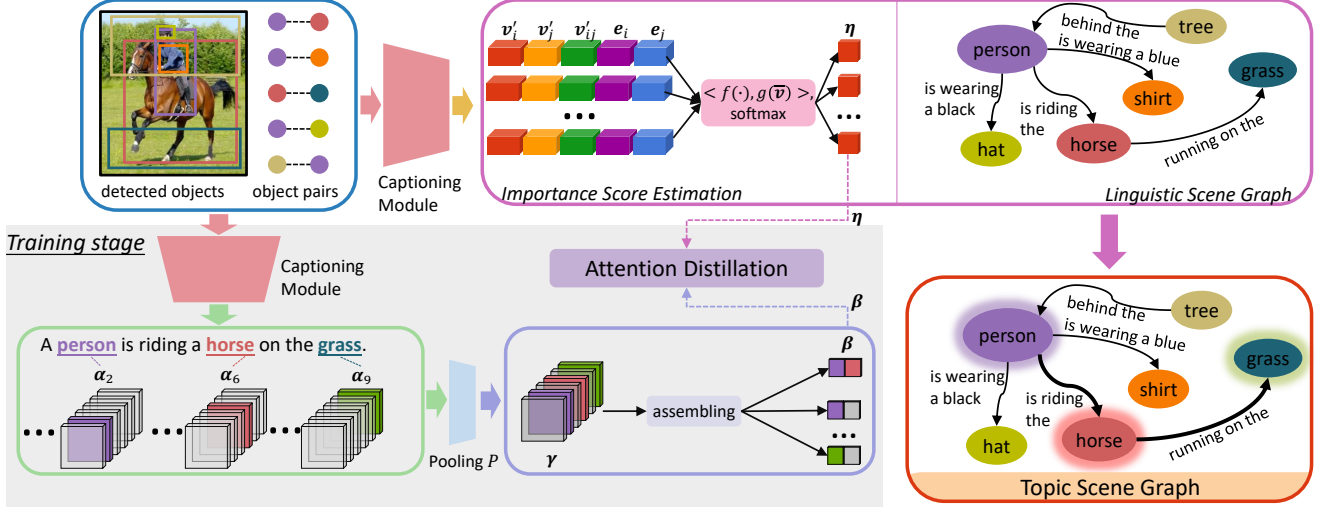 detected objects
object pairs
Captioning
Module
v′ᵢ v′ⱼ v′ᵢⱼ eᵢ eⱼ
η
< f(·), g(v̅) >,
softmax
...
...
Importance Score Estimation
tree
behind the
person
is wearing a blue
grass
is wearing
a black
shirt
is riding
the
hat
horse
running on the
Linguistic Scene Graph
Training stage
Captioning
Module
η
Attention Distillation
β
A person is riding a horse on the grass.
α₂ α₆ α₉
... ... ...
Pooling P
γ
assembling
β
...
tree
behind the
person
is wearing a blue
grass
is wearing
a black
shirt
is riding
the
hat
horse
running on the
Topic Scene Graph